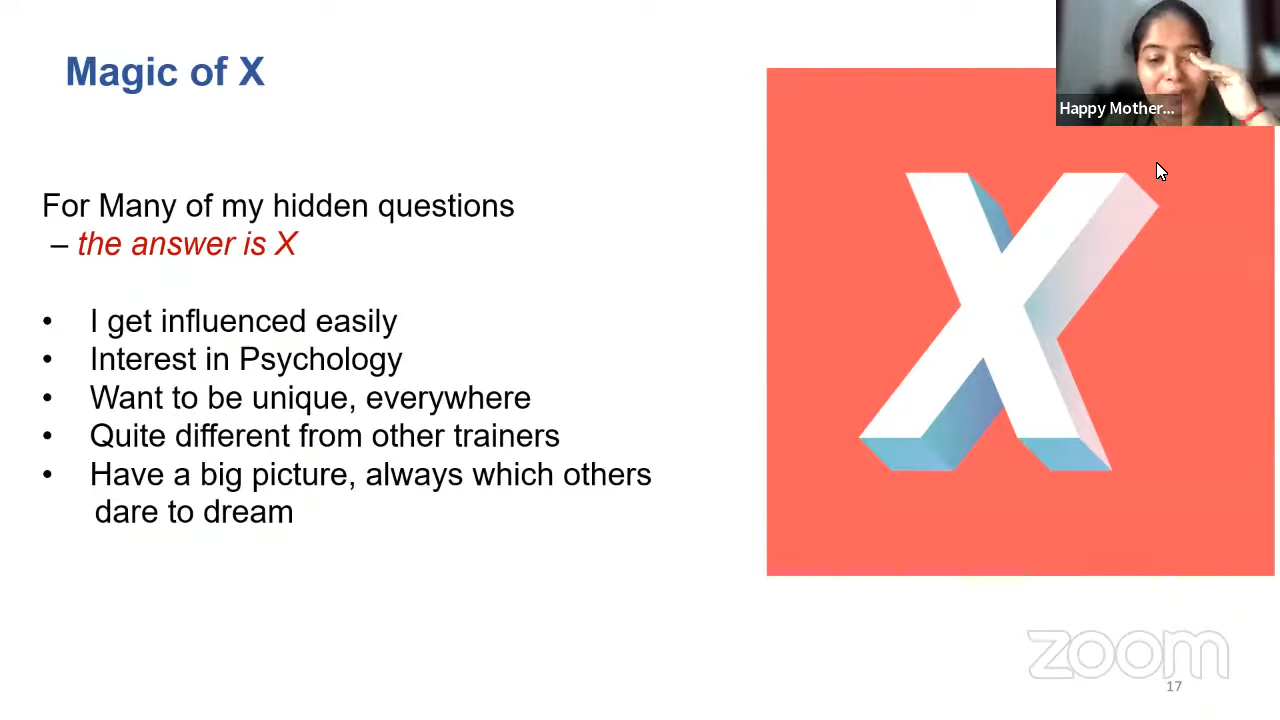 Magic of X
Happy Mother...
For Many of my hidden questions
– the answer is X
• I get influenced easily
• Interest in Psychology
• Want to be unique, everywhere
• Quite different from other trainers
• Have a big picture, always which others
dare to dream
X
zoom
17